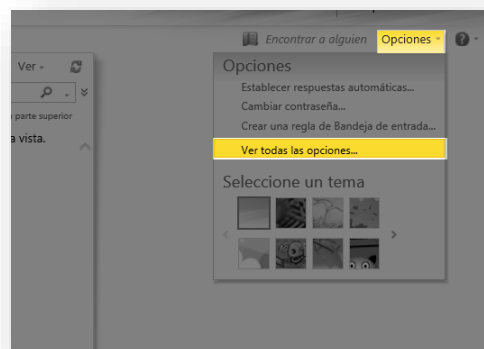 Encontrar a alguien Opciones
Ver
parte superior
a vista.
Opciones
Establecer respuestas automáticas...
Cambiar contraseña...
Crear una regla de Bandeja de entrada...
Ver todas las opciones...
Seleccione un tema